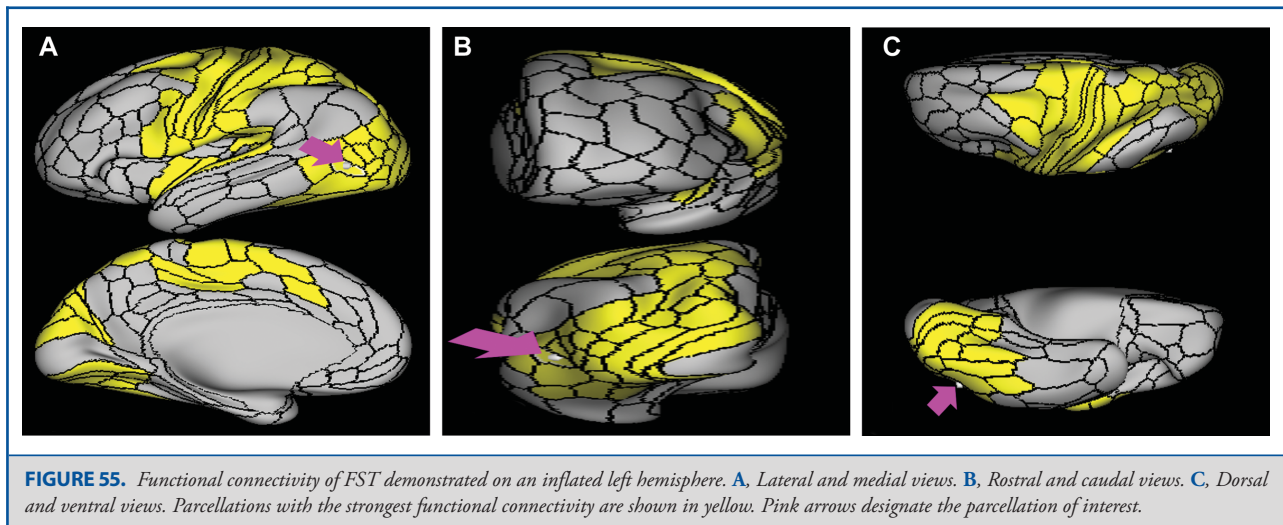 A
B
C
FIGURE 55. Functional connectivity of FST demonstrated on an inflated left hemisphere. A, Lateral and medial views. B, Rostral and caudal views. C, Dorsal
and ventral views. Parcellations with the strongest functional connectivity are shown in yellow. Pink arrows designate the parcellation of interest.